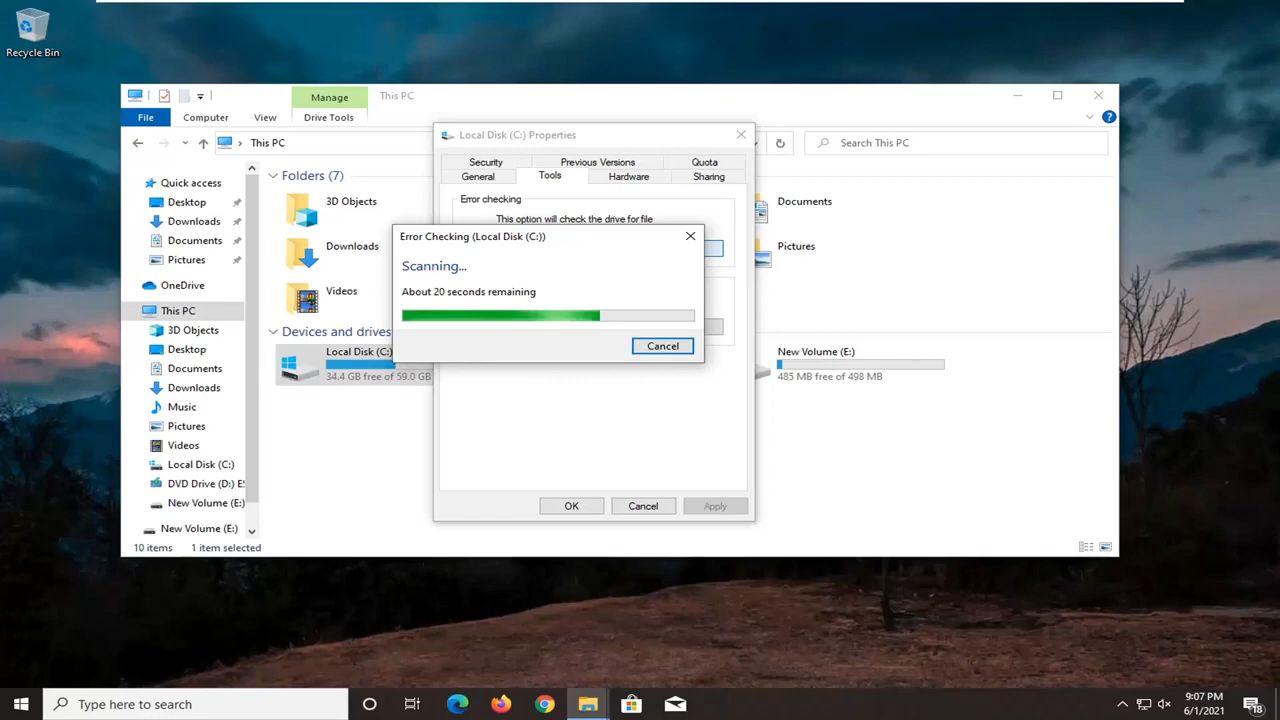 Recycle Bin
Manage
This PC
File
Computer
View
Drive Tools
This PC
Search This PC
Quick access
Desktop
Downloads
Documents
Pictures
OneDrive
This PC
3D Objects
Desktop
Documents
Downloads
Music
Pictures
Videos
Local Disk (C:)
DVD Drive (D:) ES
New Volume (E:)
New Volume (E:)
10 items
1 item selected
Folders (7)
3D Objects
Downloads
Videos
Documents
Pictures
Devices and drives
Local Disk (C:)
34.4 GB free of 59.0 GB
New Volume (E:)
485 MB free of 498 MB
Local Disk (C:) Properties
Security
Previous Versions
Quota
General
Tools
Hardware
Sharing
Error checking
This option will check the drive for file
Error Checking (Local Disk (C:))
Scanning...
About 20 seconds remaining
Cancel
OK
Cancel
Apply
Type here to search
9:07 PM
6/1/2021
18